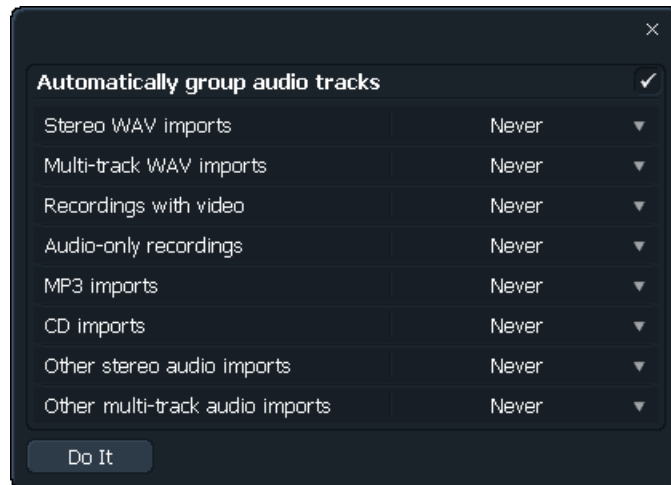 Automatically group audio tracks
Stereo WAV imports Never
Multi-track WAV imports Never
Recordings with video Never
Audio-only recordings Never
MP3 imports Never
CD imports Never
Other stereo audio imports Never
Other multi-track audio imports Never
Do It